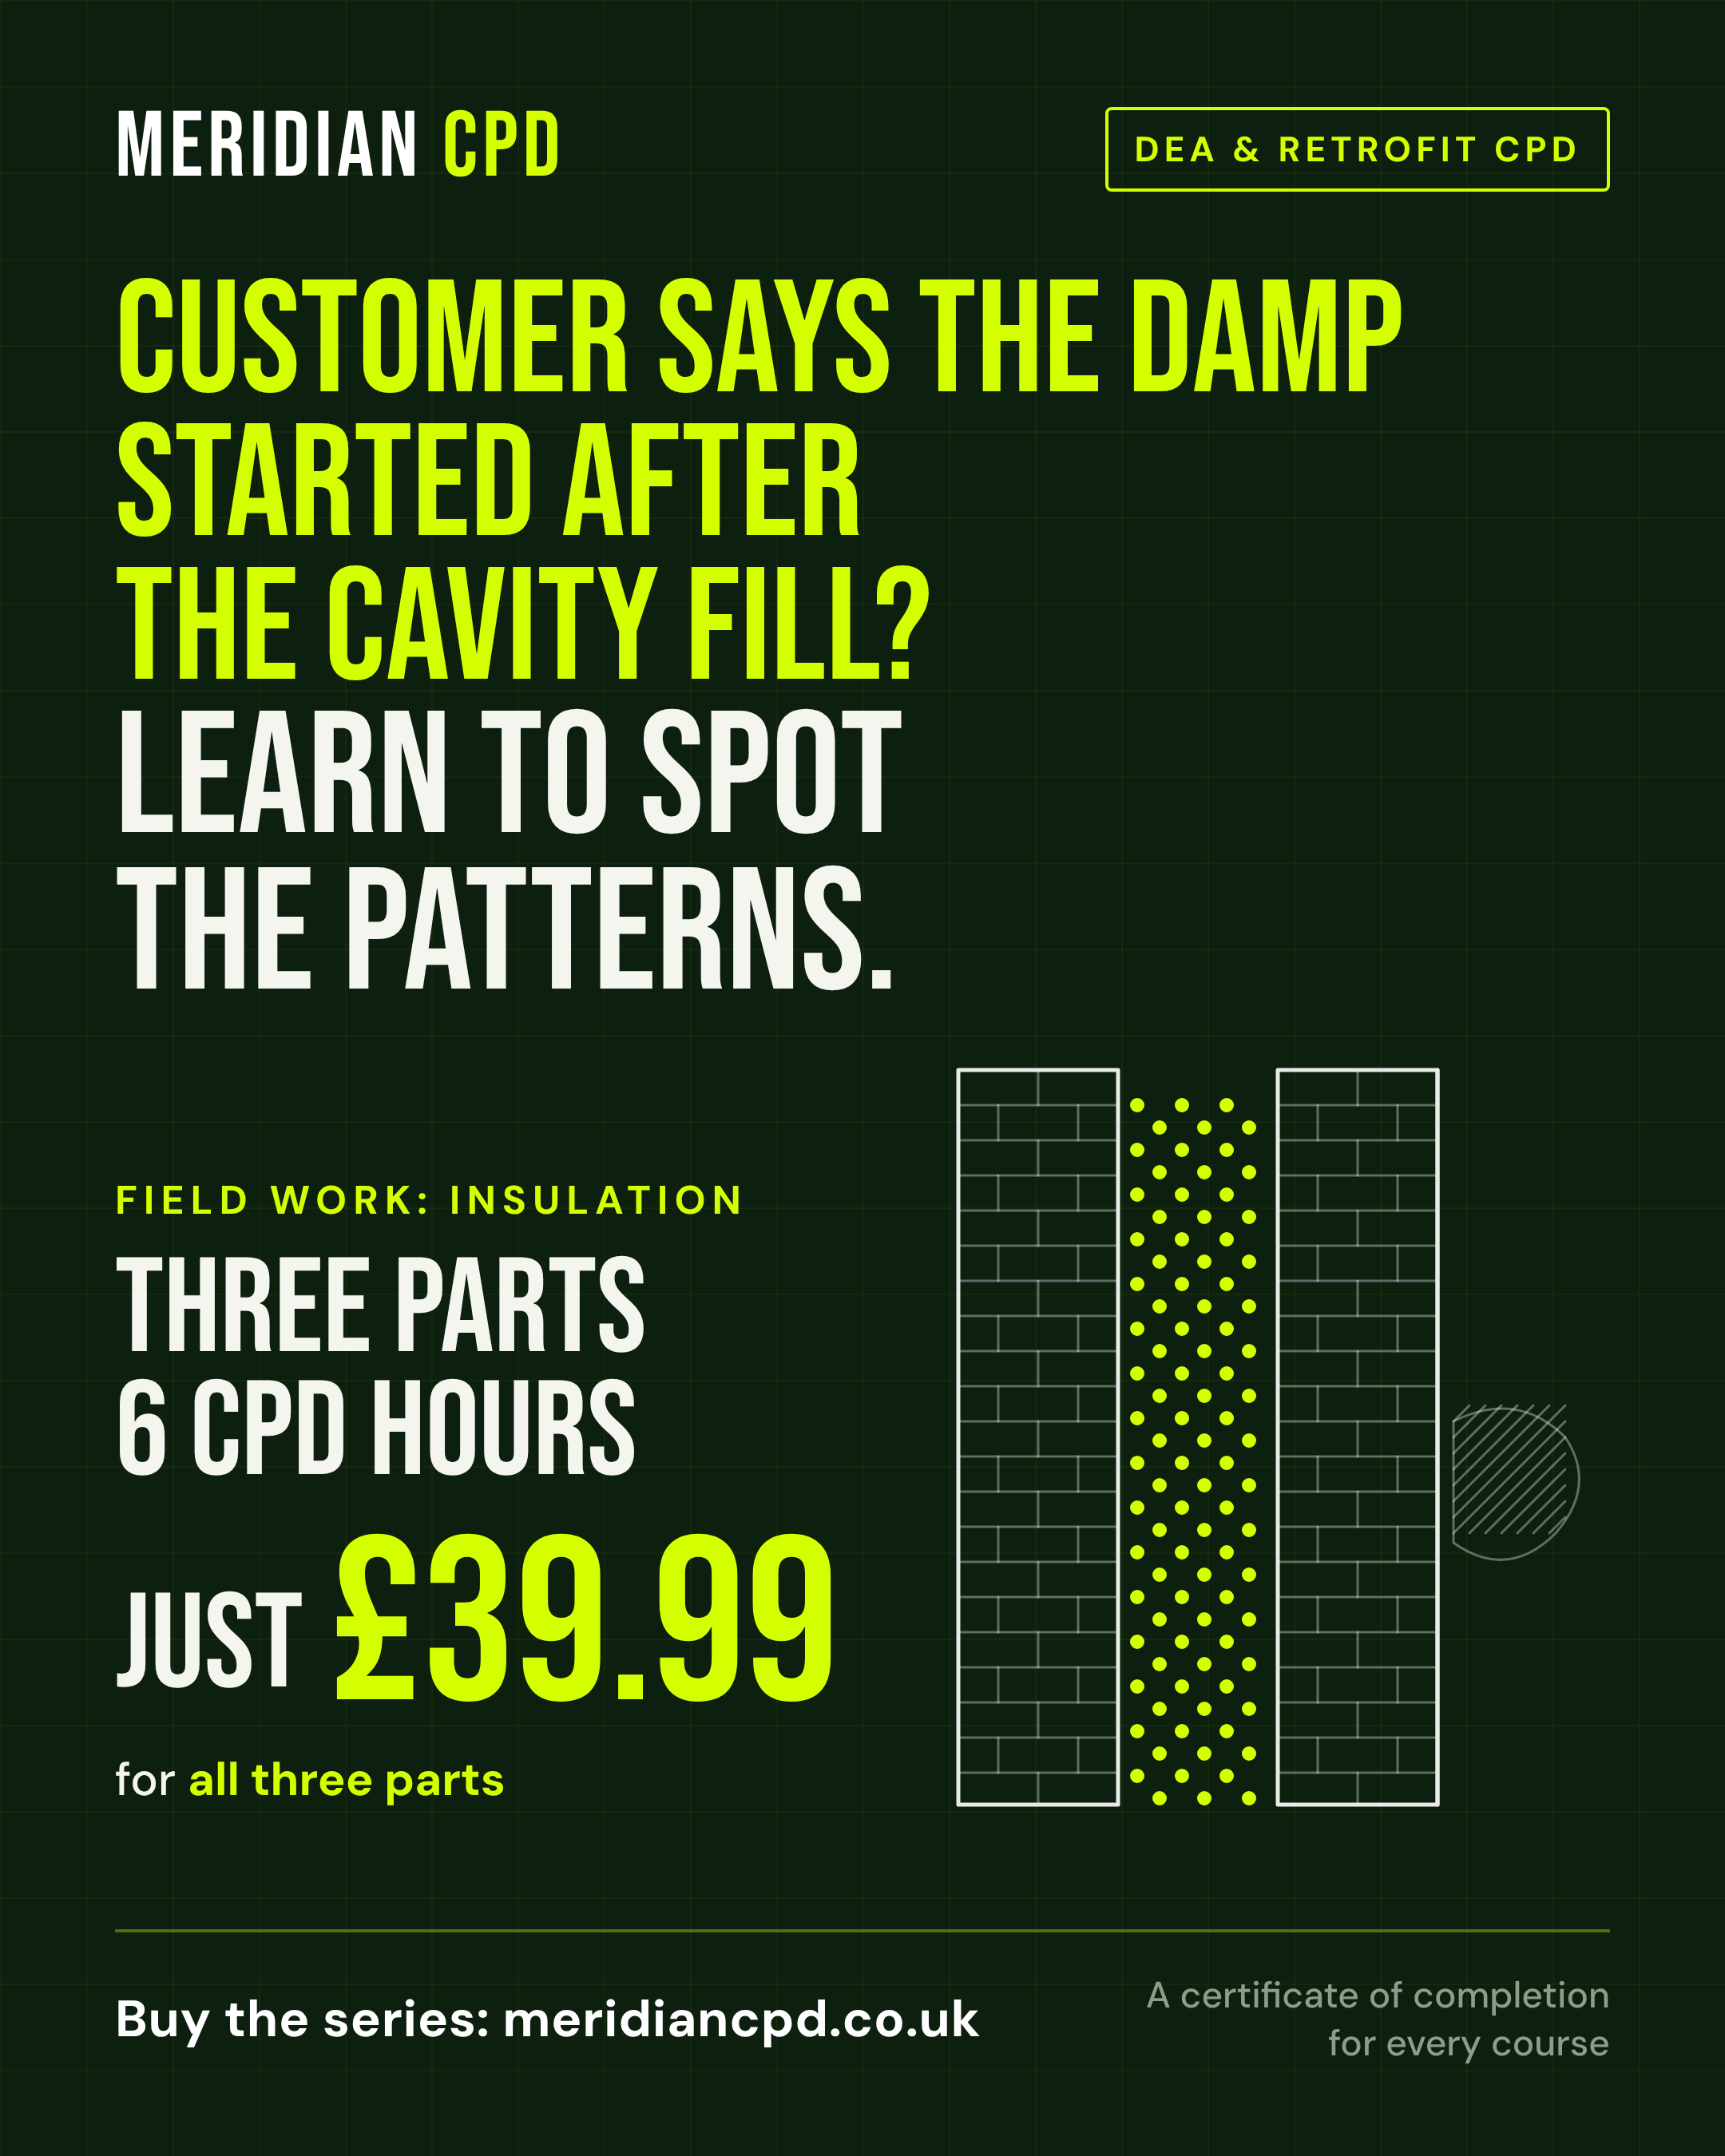 MERIDIAN CPD
DEA & RETROFIT CPD
CUSTOMER SAYS THE DAMP
STARTED AFTER
THE CAVITY FILL?
LEARN TO SPOT
THE PATTERNS.
FIELD WORK: INSULATION
THREE PARTS
6 CPD HOURS
JUST £39.99
for all three parts
Buy the series: meridiancpd.co.uk
A certificate of completion
for every course